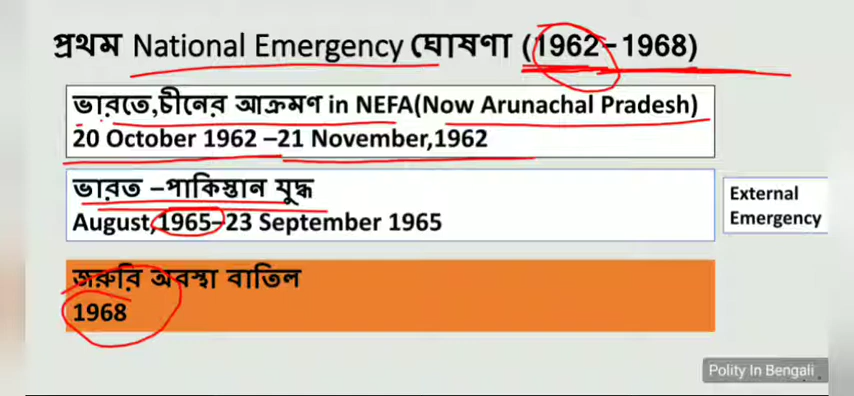 প্রথম National Emergency ঘোষণা (1962-1968)
ভারতে,চীনের আক্রমণ in NEFA(Now Arunachal Pradesh)
20 October 1962 –21 November,1962
ভারত –পাকিস্তান যুদ্ধ
August,1965–23 September 1965
External
Emergency
জরুরি অবস্থা বাতিল
1968
Polity In Bengali